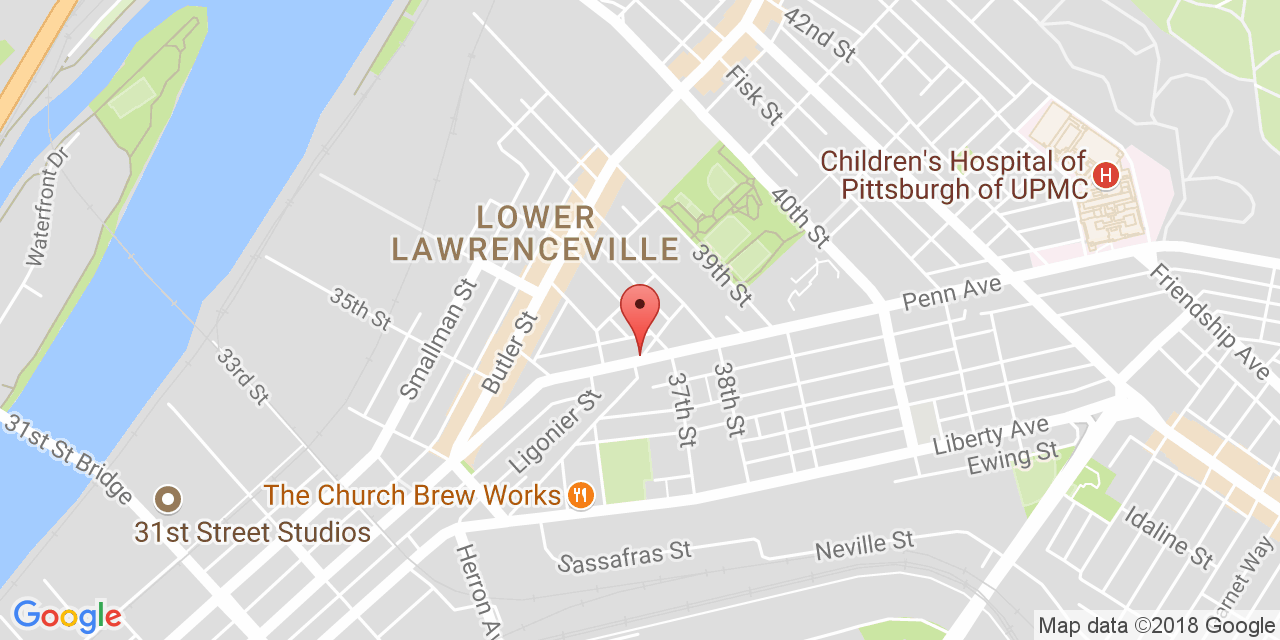 42nd St
Fisk St
Children's Hospital of
Pittsburgh of UPMC
H
Waterfront Dr
40th St
LOWER
LAWRENCEVILLE
39th St
Friendship Ave
Penn Ave
35th St
Smallman St
Butler St
33rd St
37th St
38th St
Ligonier St
31st St Bridge
Liberty Ave
Ewing St
The Church Brew Works
31st Street Studios
Idaline St
Sassafras St
Neville St
Herron Av
arnet Way
Google
Map data ©2018 Google